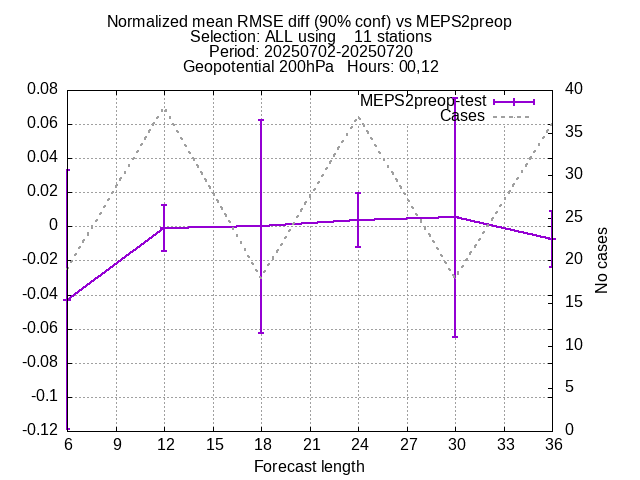 Normalized mean RMSE diff (90% conf) vs MEPS2preop
Selection: ALL using    11 stations
Period: 20250702-20250720
Geopotential 200hPa   Hours: 00,12
MEPS2preop-test
Cases
0.08
0.06
0.04
0.02
0
-0.02
-0.04
-0.06
-0.08
-0.1
-0.12
40
35
30
25
20
15
10
5
0
No cases
6 9 12 15 18 21 24 27 30 33 36
Forecast length